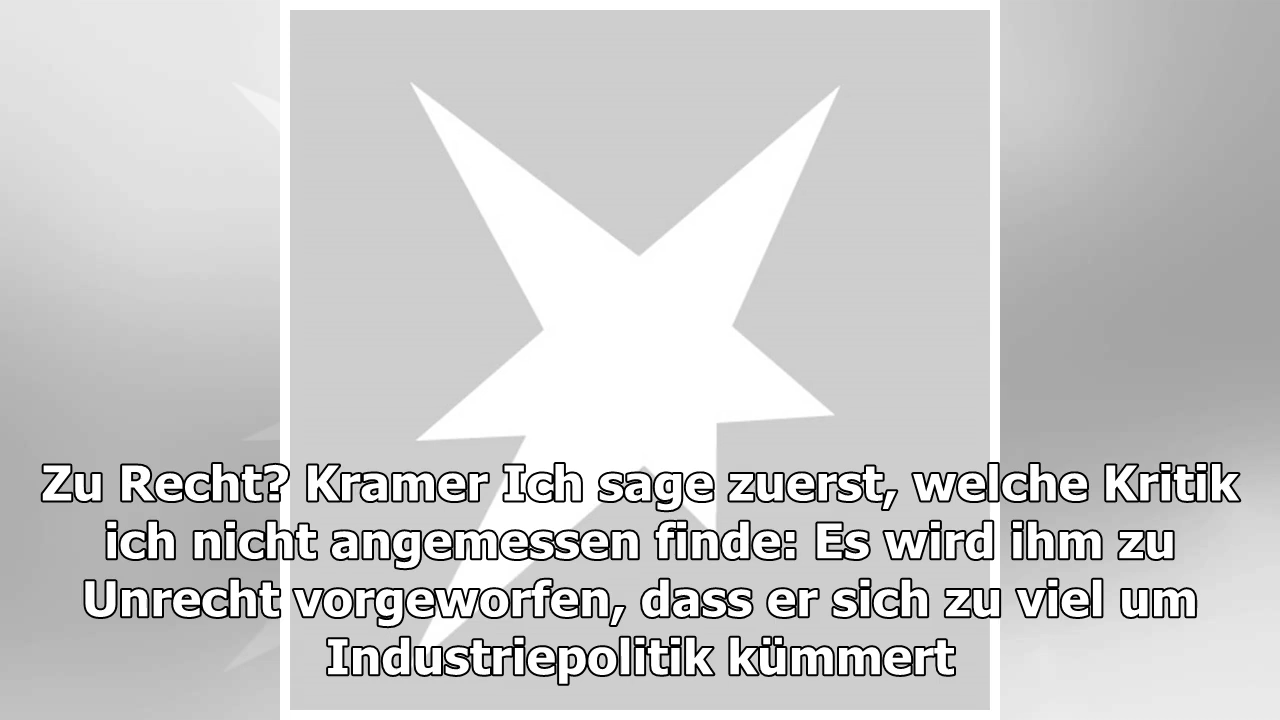 Zu Recht? Kramer Ich sage zuerst, welche Kritik
ich nicht angemessen finde: Es wird ihm zu
Unrecht vorgeworfen, dass er sich zu viel um
Industriepolitik kümmert